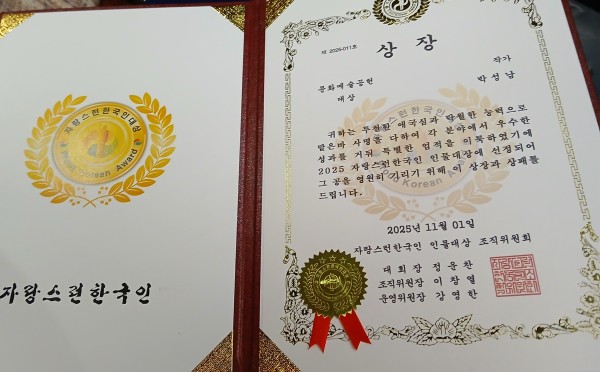 자랑스런한국인대상
Proud Korean Award
자랑스런한국인
제 2025-011호
상장
작가
문화예술공헌
박성남
대상
귀하는 투철한 애국심과 탁월한 능력으로
맡은바 사명을 다하여 각 분야에서 우수한
성과를 거둬 특별한 업적을 이룩하였기에
2025 자랑스런한국인 인물대상에 선정되어
그 공을 영원히 기리기 위해 이 상장과 상패를
드립니다.
2025년 11월 01일
자랑스런한국인 인물대상 조직위원회
대회장 정운찬
조직위원장 이창열
운영위원장 강영한